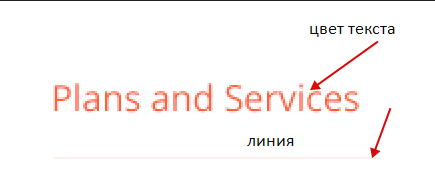 цвет текста
Plans and Services
линия